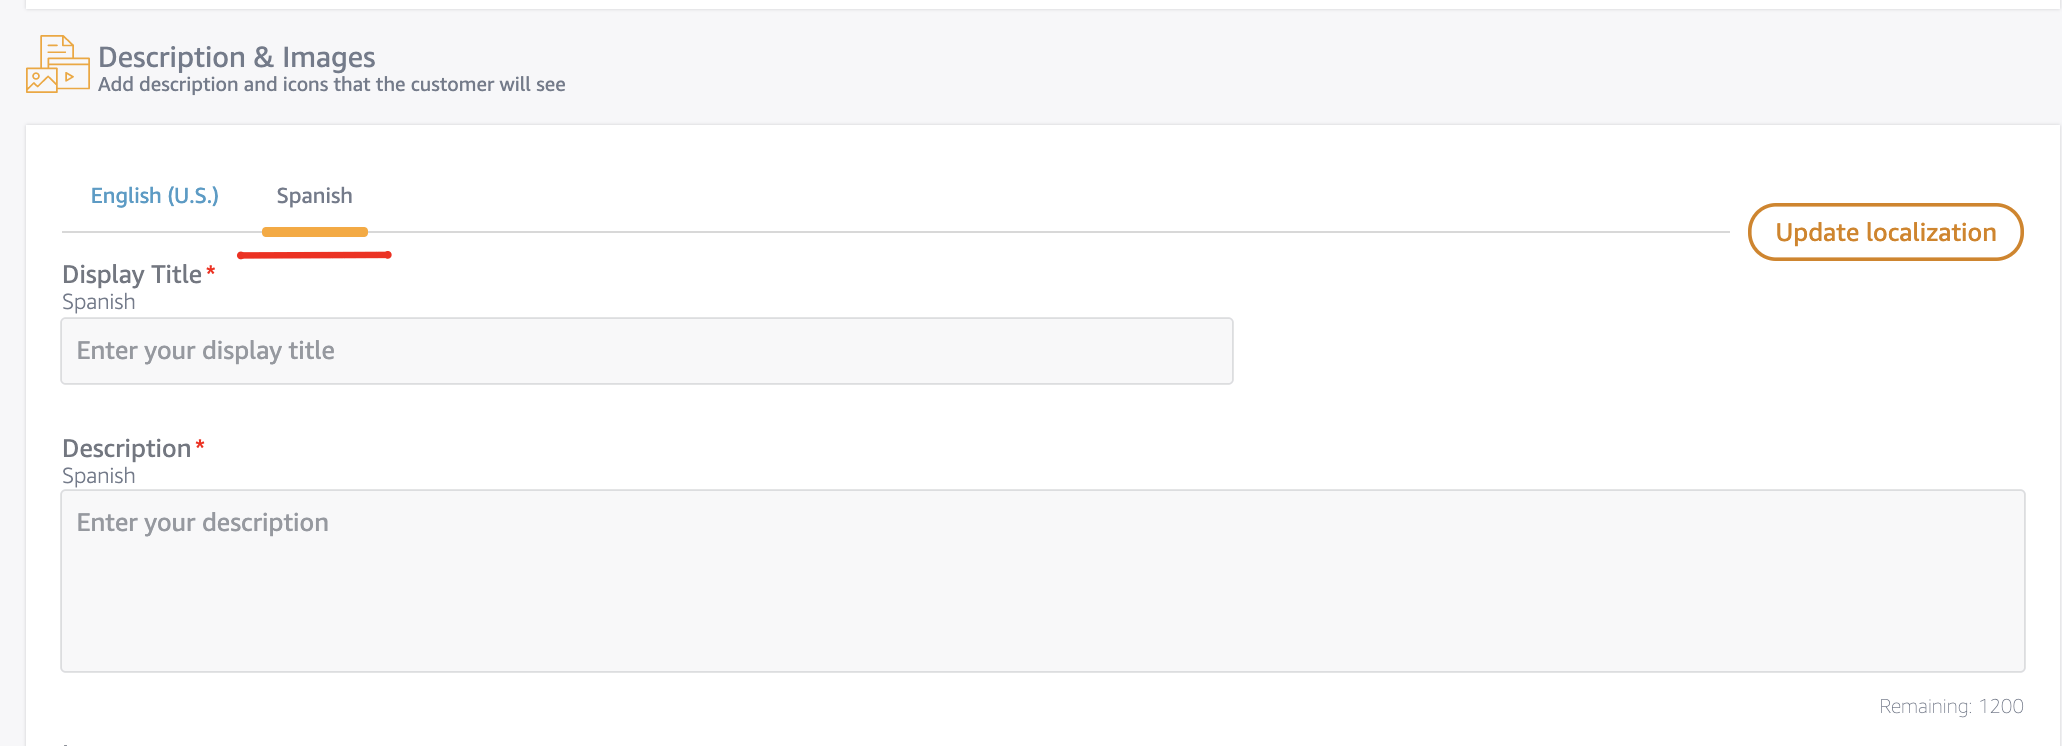 Description & Images
Add description and icons that the customer will see
English (U.S.) Spanish
Update localization
Display Title*
Spanish
Enter your display title
Description*
Spanish
Enter your description
Remaining: 1200